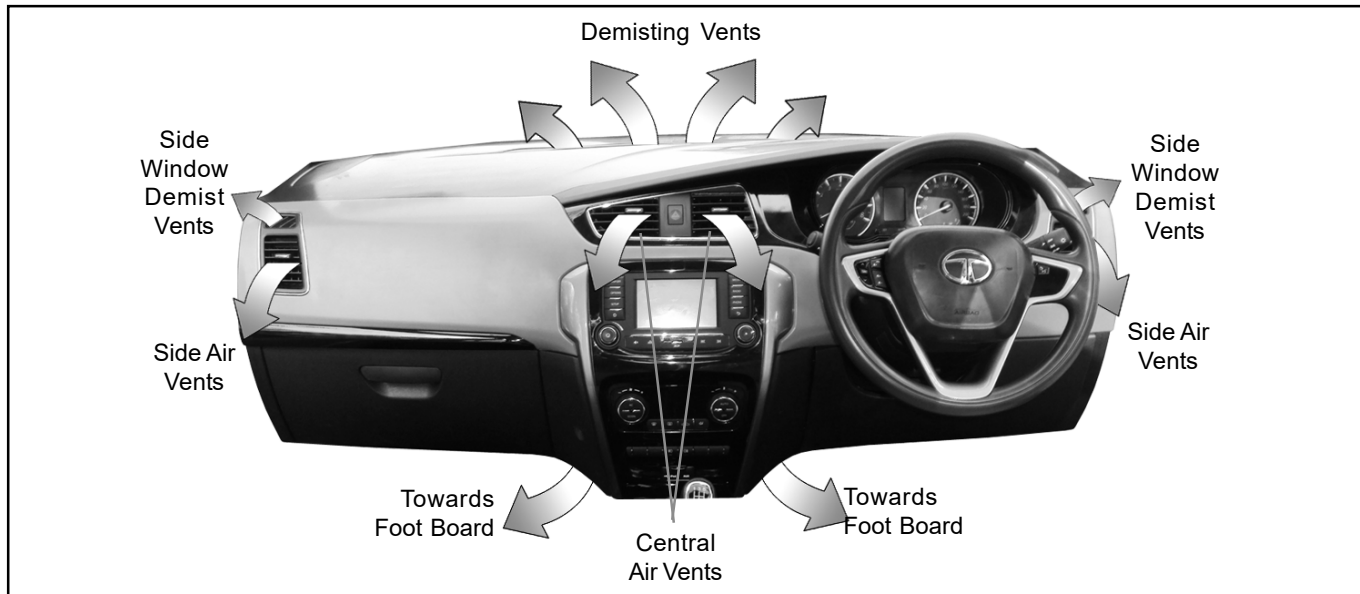 Demisting Vents
Side
Window
Demist
Vents
Side
Window
Demist
Vents
Side Air
Vents
Side Air
Vents
Towards
Foot Board
Towards
Foot Board
Central
Air Vents
TATA